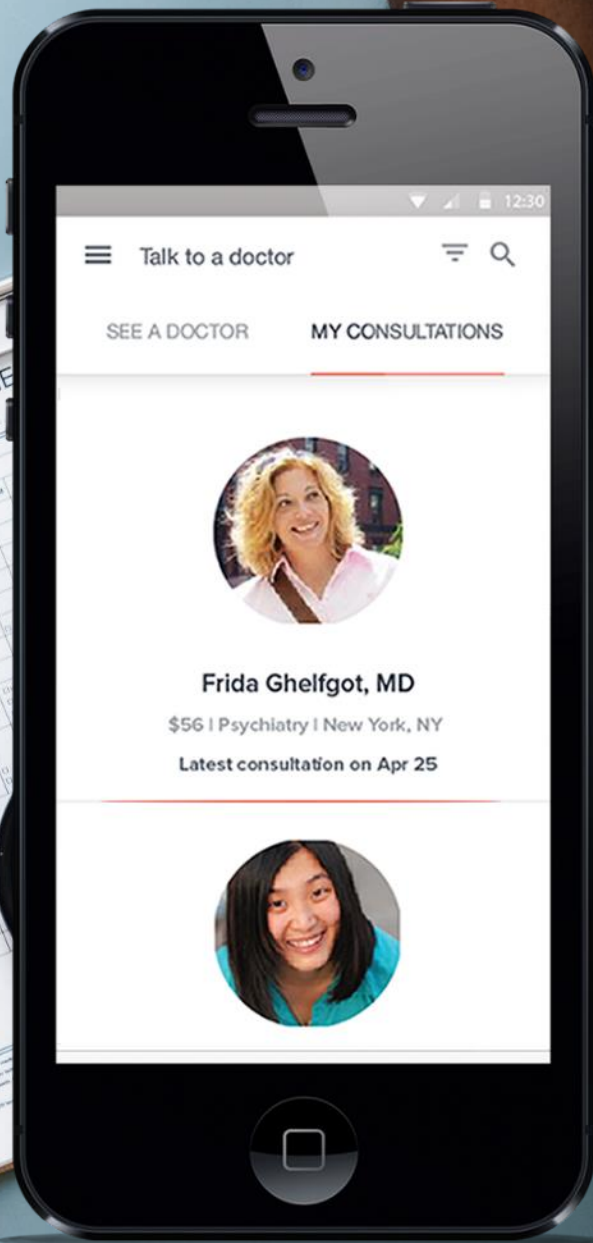 12:30
Talk to a doctor
SEE A DOCTOR MY CONSULTATIONS
Frida Ghelfgot, MD
$56 | Psychiatry | New York, NY
Latest consultation on Apr 25